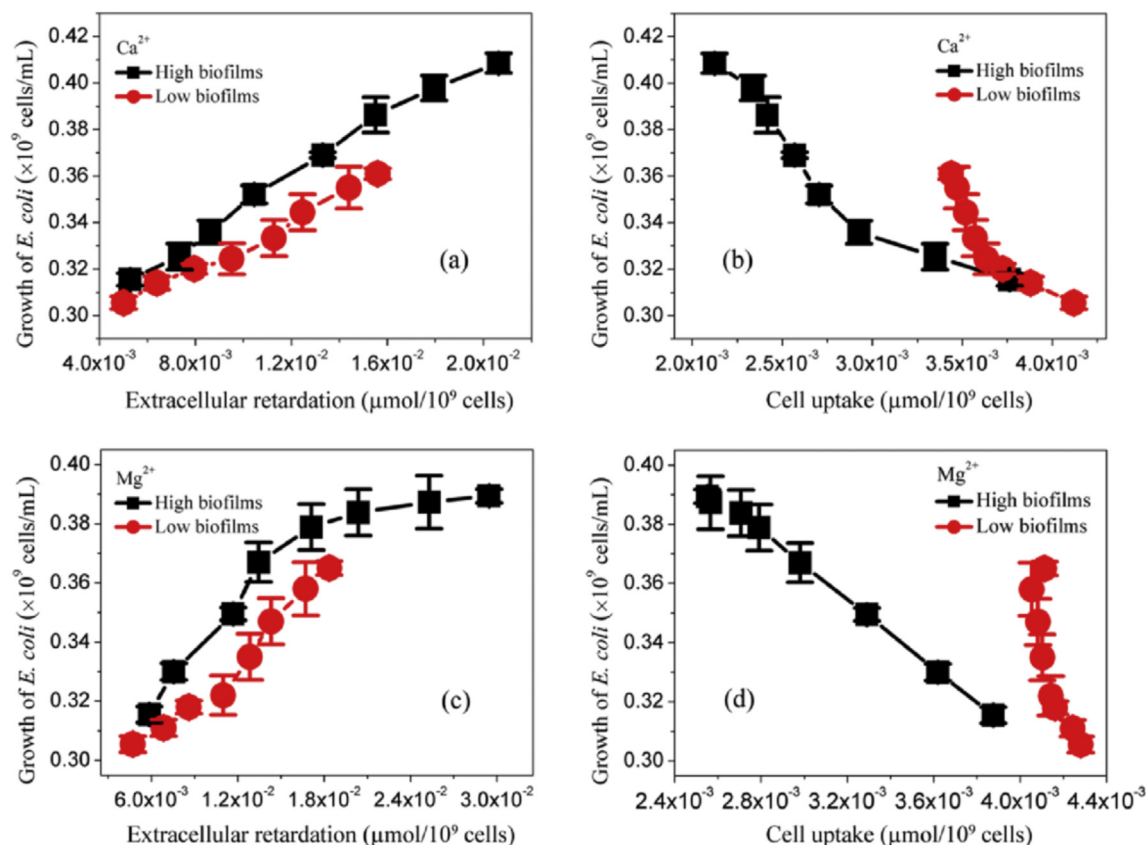 Growth of E. coli (×10⁹ cells/mL)
0.42
0.40
0.38
0.36
0.34
0.32
0.30
Ca²⁺
High biofilms
Low biofilms
(a)
4.0x10⁻³ 8.0x10⁻³ 1.2x10⁻² 1.6x10⁻² 2.0x10⁻²
Extracellular retardation (μmol/10⁹ cells)
Growth of E. coli (×10⁹ cells/mL)
0.42
0.40
0.38
0.36
0.34
0.32
0.30
Ca²⁺
High biofilms
Low biofilms
(b)
2.0x10⁻³ 2.5x10⁻³ 3.0x10⁻³ 3.5x10⁻³ 4.0x10⁻³
Cell uptake (μmol/10⁹ cells)
Growth of E. coli (×10⁹ cells/mL)
0.40
0.38
0.36
0.34
0.32
0.30
Mg²⁺
High biofilms
Low biofilms
(c)
6.0x10⁻³ 1.2x10⁻² 1.8x10⁻² 2.4x10⁻² 3.0x10⁻²
Extracellular retardation (μmol/10⁹ cells)
Growth of E. coli (×10⁹ cells/mL)
0.40
0.38
0.36
0.34
0.32
0.30
Mg²⁺
High biofilms
Low biofilms
(d)
2.4x10⁻³ 2.8x10⁻³ 3.2x10⁻³ 3.6x10⁻³ 4.0x10⁻³ 4.4x10⁻³
Cell uptake (μmol/10⁹ cells)